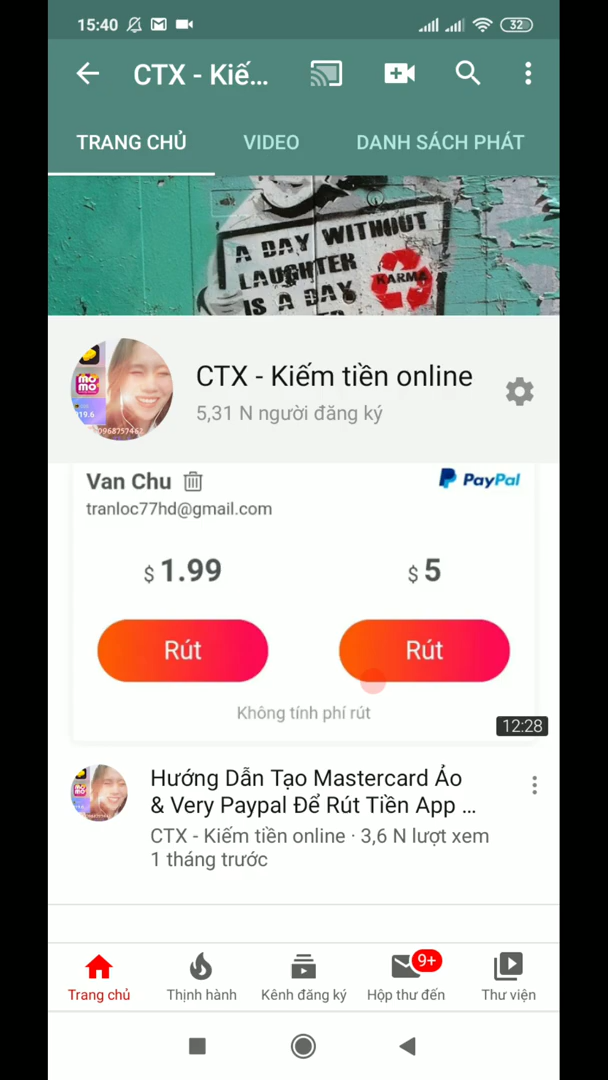 15:40 32
CTX - Kiế...
TRANG CHỦ VIDEO DANH SÁCH PHÁT
A DAY WITHOUT
LAUGHTER
IS A DAY
KARMA
CTX - Kiếm tiền online
5,31 N người đăng ký
Van Chu PayPal
tranloc77hd@gmail.com
$ 1.99 $ 5
Rút Rút
Không tính phí rút
12:28
Hướng Dẫn Tạo Mastercard Ảo
& Very Paypal Để Rút Tiền App ...
CTX - Kiếm tiền online · 3,6 N lượt xem
1 tháng trước
9+
Trang chủ Thịnh hành Kênh đăng ký Hộp thư đến Thư viện